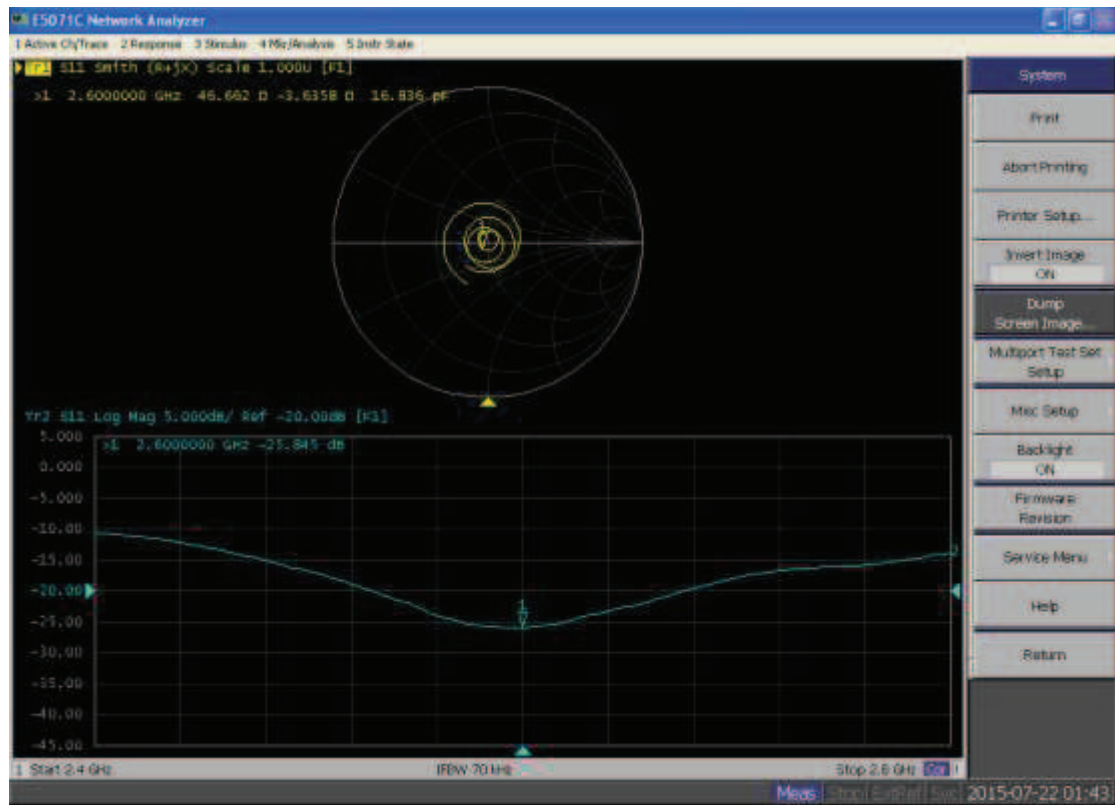 E5071C Network Analyzer
1 Active Ch/Trace 2 Response 3 Stimulus 4 Mkr/Analysis 5 Instr State
Tr1 S11 Smith (R+jX) Scale 1.000U [F1]
>1 2.6000000 GHz 46.662 Ω -3.6358 Ω 16.836 pF
Tr2 S11 Log Mag 5.000dB/ Ref -20.00dB [F1]
>1 2.6000000 GHz -25.845 dB
5.000
0.000
-5.000
-10.00
-15.00
-20.00
-25.00
-30.00
-35.00
-40.00
-45.00
1
1
1 Start 2.4 GHz IFBW 70 kHz Stop 2.8 GHz Cor
Meas Stop ExtRef Svc 2015-07-22 01:43
System
Print
Abort Printing
Printer Setup...
Invert Image
ON
Dump
Screen Image...
Multiport Test Set
Setup
Misc Setup
Backlight
ON
Firmware
Revision
Service Menu
Help
Return